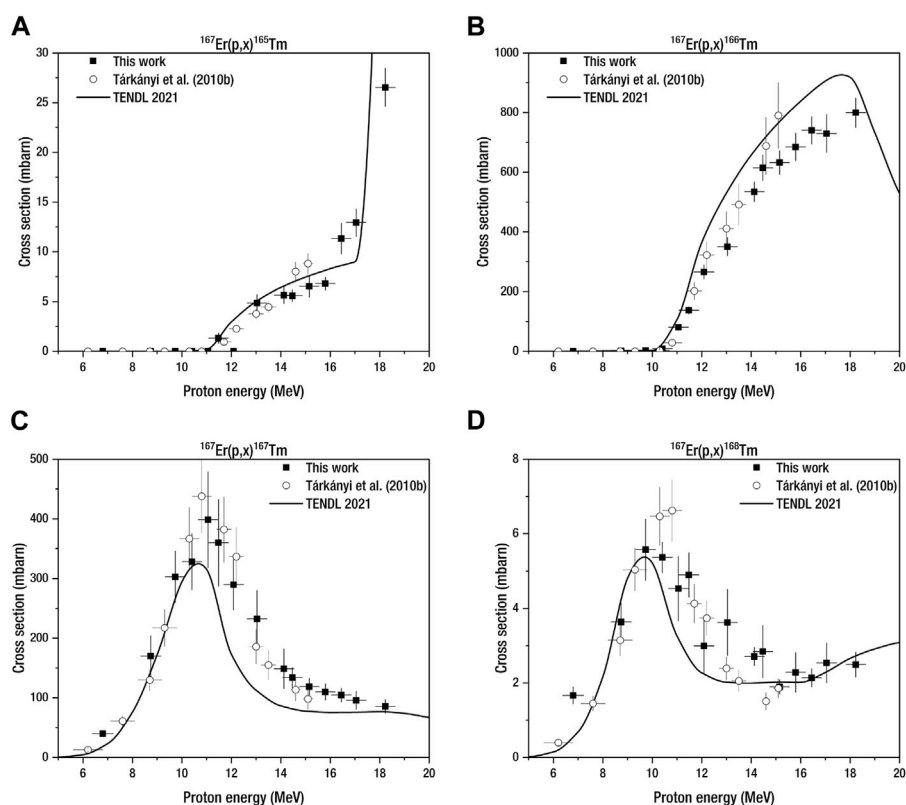 A
¹⁶⁷Er(p,x)¹⁶⁵Tm
30
25
20
15
10
5
0
This work
Tárkányi et al. (2010b)
TENDL 2021
Cross section (mbarn)
6 8 10 12 14 16 18 20
Proton energy (MeV)
B
¹⁶⁷Er(p,x)¹⁶⁶Tm
1000
800
600
400
200
0
This work
Tárkányi et al. (2010b)
TENDL 2021
Cross section (mbarn)
6 8 10 12 14 16 18 20
Proton energy (MeV)
C
¹⁶⁷Er(p,x)¹⁶⁷Tm
500
400
300
200
100
0
This work
Tárkányi et al. (2010b)
TENDL 2021
Cross section (mbarn)
6 8 10 12 14 16 18 20
Proton energy (MeV)
D
¹⁶⁷Er(p,x)¹⁶⁸Tm
8
6
4
2
0
This work
Tárkányi et al. (2010b)
TENDL 2021
Cross section (mbarn)
6 8 10 12 14 16 18 20
Proton energy (MeV)